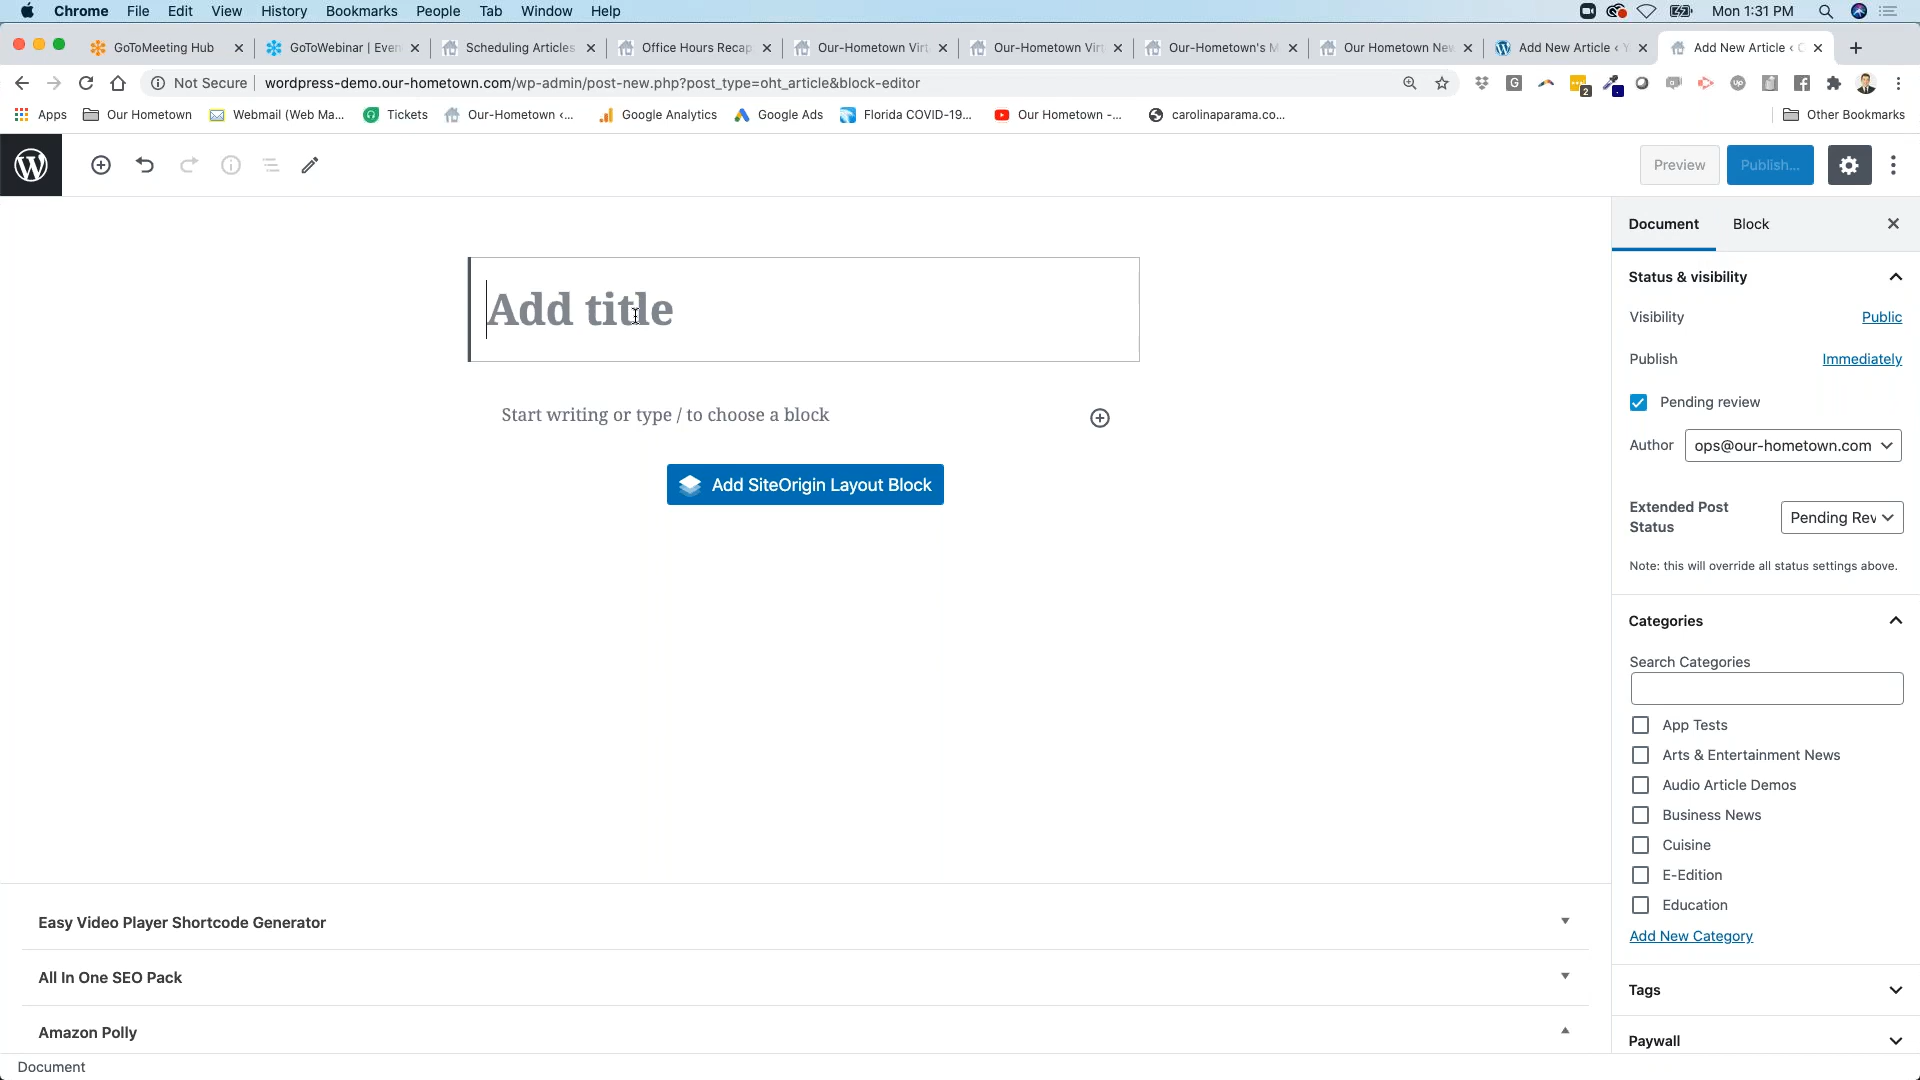 Chrome File Edit View History Bookmarks People Tab Window Help Mon 1:31 PM
GoToMeeting Hub GoToWebinar | Even Scheduling Articles Office Hours Recap Our-Hometown Virt Our-Hometown Virt Our-Hometown's M Our Hometown New Add New Article ‹ Add New Article ‹
Not Secure wordpress-demo.our-hometown.com/wp-admin/post-new.php?post_type=oht_article&block-editor 2
Apps Our Hometown Webmail (Web Ma... Tickets Our-Hometown ‹... Google Analytics Google Ads Florida COVID-19... Our Hometown -... carolinaparama.co... Other Bookmarks
Preview Publish...
Document Block
Status & visibility
Add title
Visibility Public
Publish Immediately
Pending review
Start writing or type / to choose a block
Author ops@our-hometown.com
Add SiteOrigin Layout Block
Extended Post
Status
Pending Rev
Note: this will override all status settings above.
Categories
Search Categories
App Tests
Arts & Entertainment News
Audio Article Demos
Business News
Cuisine
E-Edition
Education
Add New Category
Easy Video Player Shortcode Generator
All In One SEO Pack
Tags
Amazon Polly
Paywall
Document